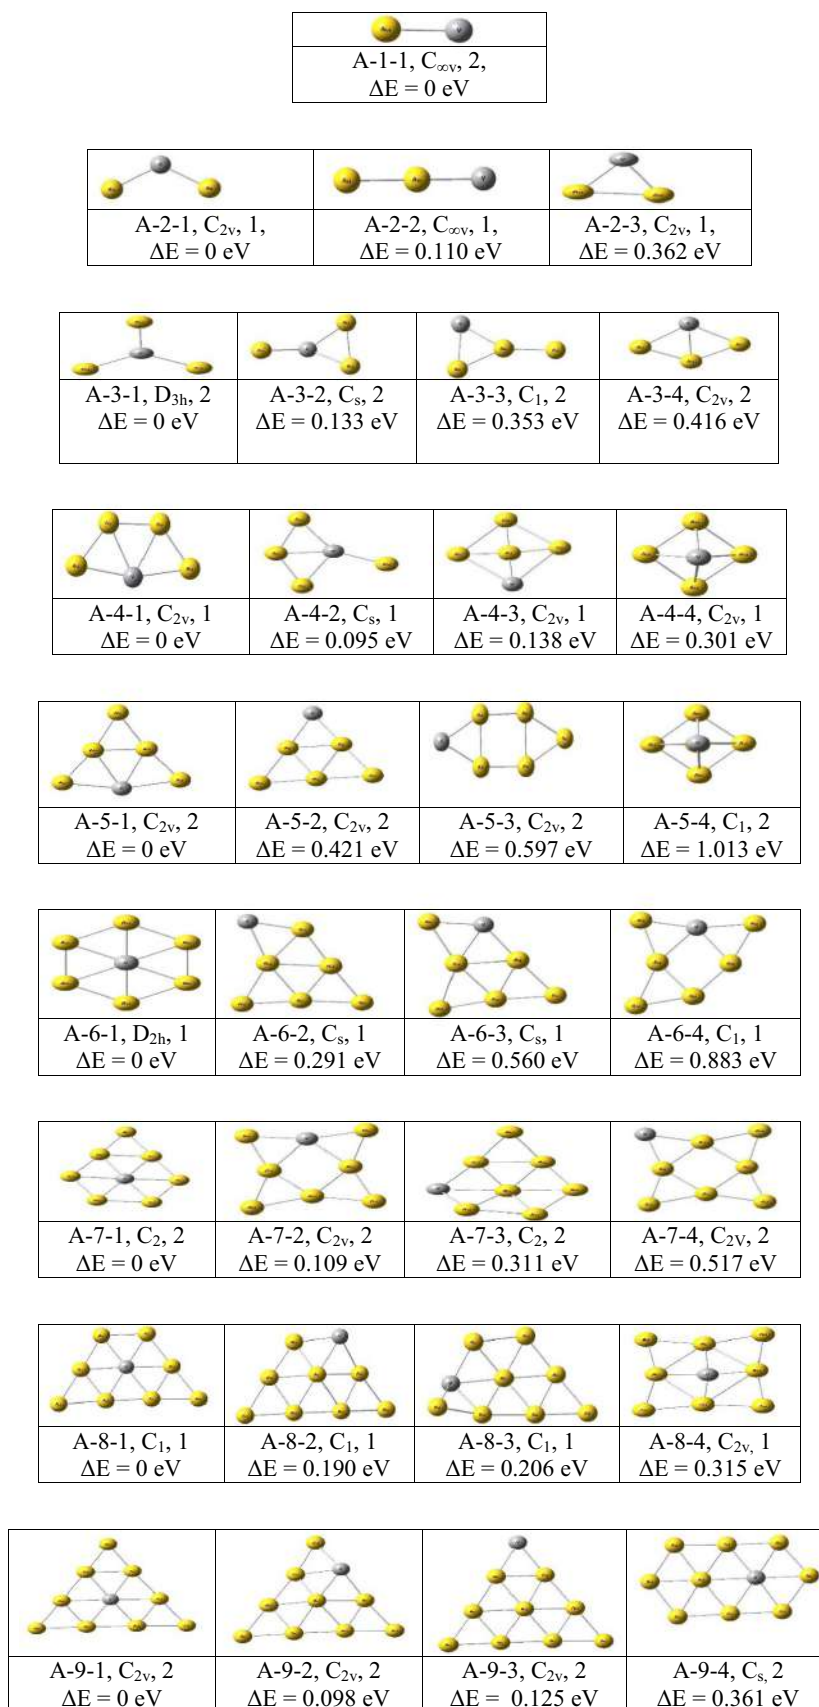 A-1-1, C∞v, 2,
ΔE = 0 eV
A-2-1, C2v, 1,
ΔE = 0 eV
A-2-2, C∞v, 1,
ΔE = 0.110 eV
A-2-3, C2v, 1,
ΔE = 0.362 eV
A-3-1, D3h, 2
ΔE = 0 eV
A-3-2, Cs, 2
ΔE = 0.133 eV
A-3-3, C1, 2
ΔE = 0.353 eV
A-3-4, C2v, 2
ΔE = 0.416 eV
A-4-1, C2v, 1
ΔE = 0 eV
A-4-2, Cs, 1
ΔE = 0.095 eV
A-4-3, C2v, 1
ΔE = 0.138 eV
A-4-4, C2v, 1
ΔE = 0.301 eV
A-5-1, C2v, 2
ΔE = 0 eV
A-5-2, C2v, 2
ΔE = 0.421 eV
A-5-3, C2v, 2
ΔE = 0.597 eV
A-5-4, C1, 2
ΔE = 1.013 eV
A-6-1, D2h, 1
ΔE = 0 eV
A-6-2, Cs, 1
ΔE = 0.291 eV
A-6-3, Cs, 1
ΔE = 0.560 eV
A-6-4, C1, 1
ΔE = 0.883 eV
A-7-1, C2, 2
ΔE = 0 eV
A-7-2, C2v, 2
ΔE = 0.109 eV
A-7-3, C2, 2
ΔE = 0.311 eV
A-7-4, C2V, 2
ΔE = 0.517 eV
A-8-1, C1, 1
ΔE = 0 eV
A-8-2, C1, 1
ΔE = 0.190 eV
A-8-3, C1, 1
ΔE = 0.206 eV
A-8-4, C2v, 1
ΔE = 0.315 eV
A-9-1, C2v, 2
ΔE = 0 eV
A-9-2, C2v, 2
ΔE = 0.098 eV
A-9-3, C2v, 2
ΔE = 0.125 eV
A-9-4, Cs, 2
ΔE = 0.361 eV